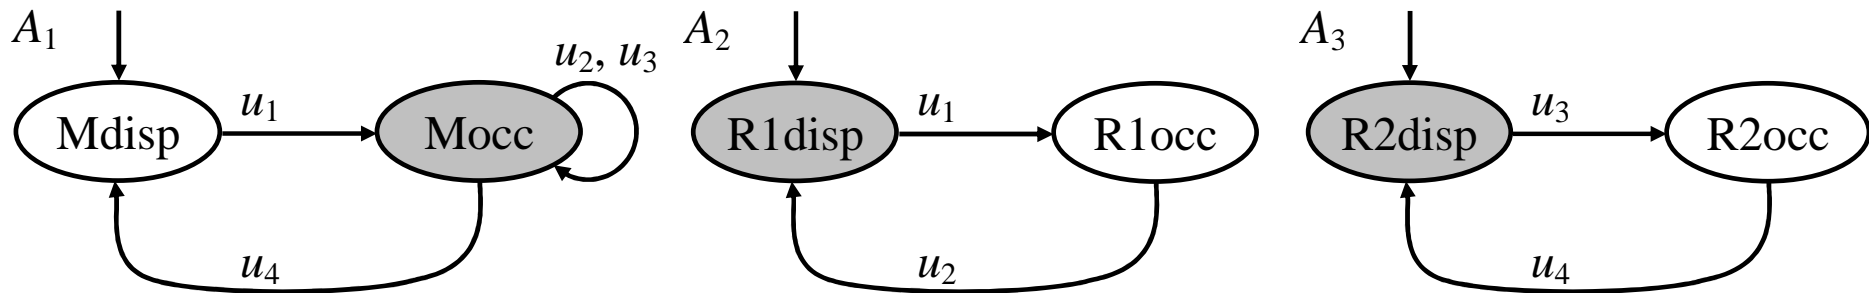 A1
u2, u3
Mdisp
u1
Mocc
u4
A2
R1disp
u1
R1occ
u2
A3
R2disp
u3
R2occ
u4